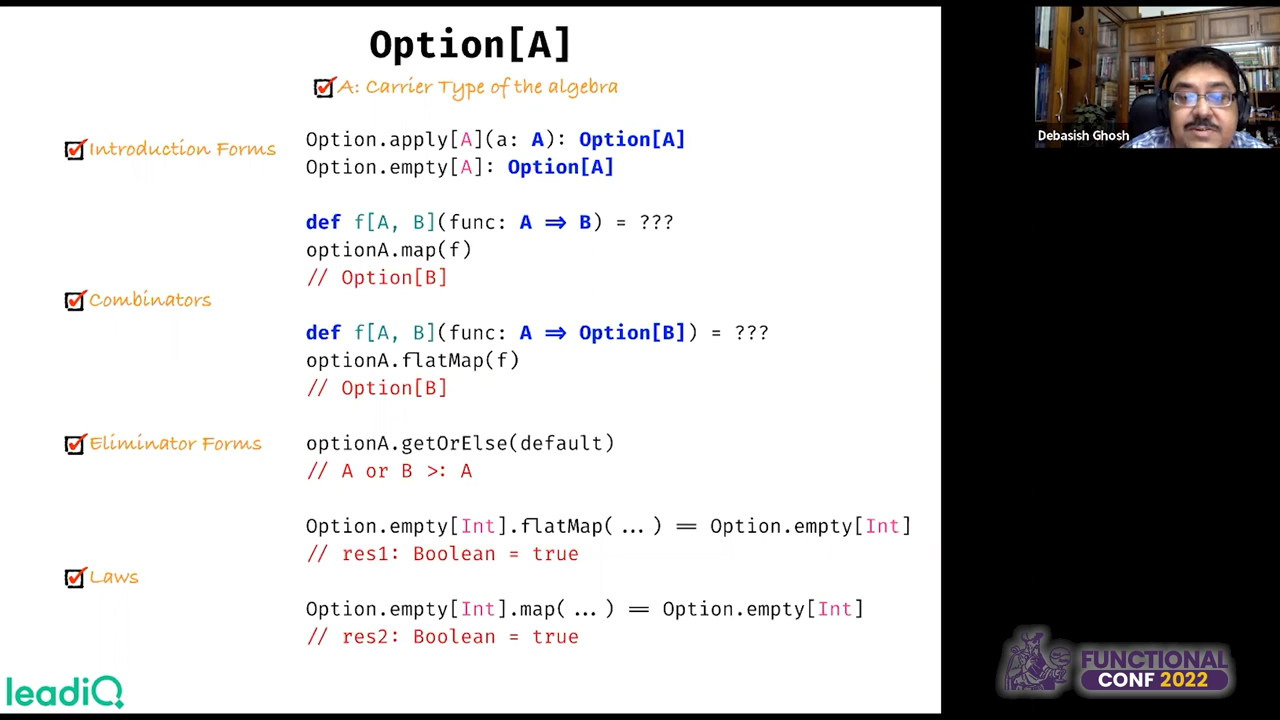 Option[A]
A: Carrier Type of the algebra
Introduction Forms
Option.apply[A](a: A): Option[A]
Option.empty[A]: Option[A]
def f[A, B](func: A => B) = ???
optionA.map(f)
// Option[B]
Combinators
def f[A, B](func: A => Option[B]) = ???
optionA.flatMap(f)
// Option[B]
Eliminator Forms
optionA.getOrElse(default)
// A or B >: A
Option.empty[Int].flatMap( ... ) == Option.empty[Int]
// res1: Boolean = true
Laws
Option.empty[Int].map( ... ) == Option.empty[Int]
// res2: Boolean = true
leadiQ
Debasish Ghosh
FUNCTIONAL
CONF 2022